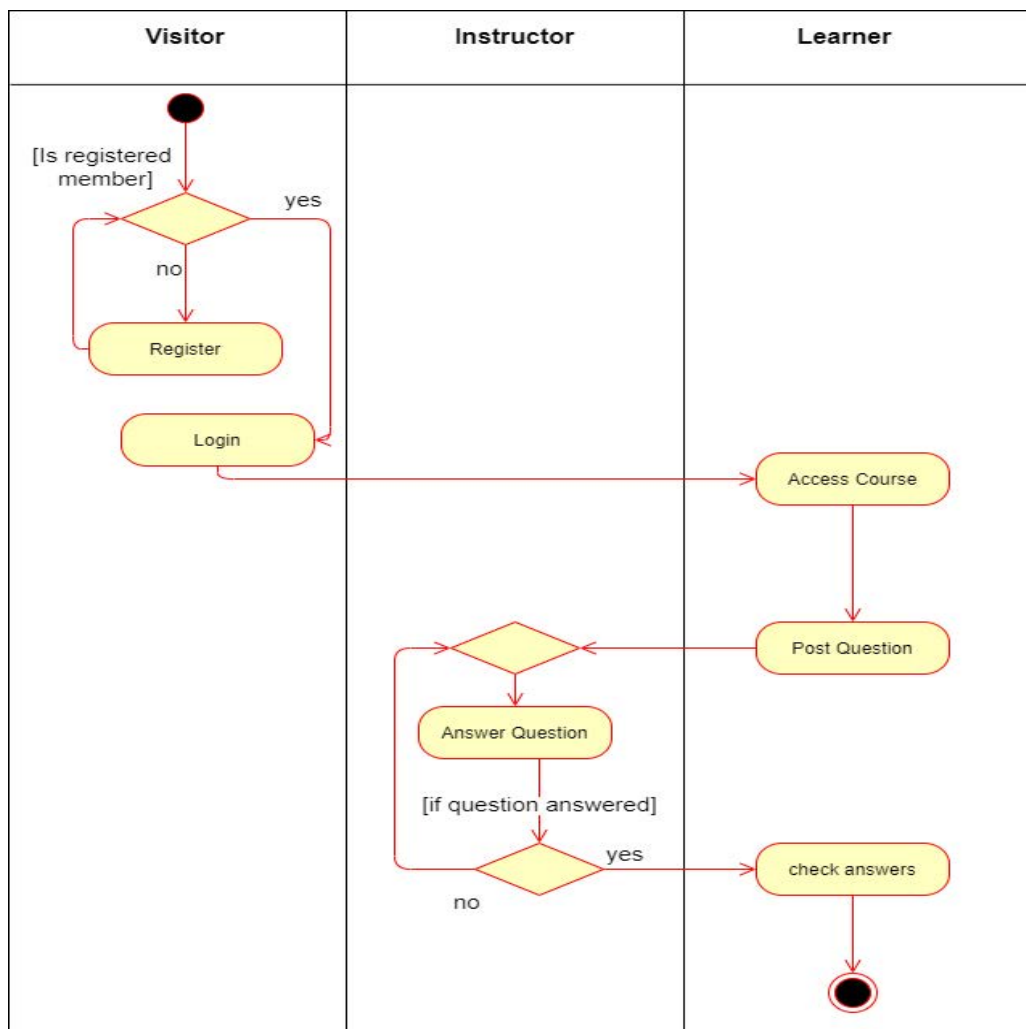 Visitor
Instructor
Learner
[Is registered
member]
yes
no
Register
Login
Access Course
Post Question
Answer Question
[if question answered]
yes
no
check answers